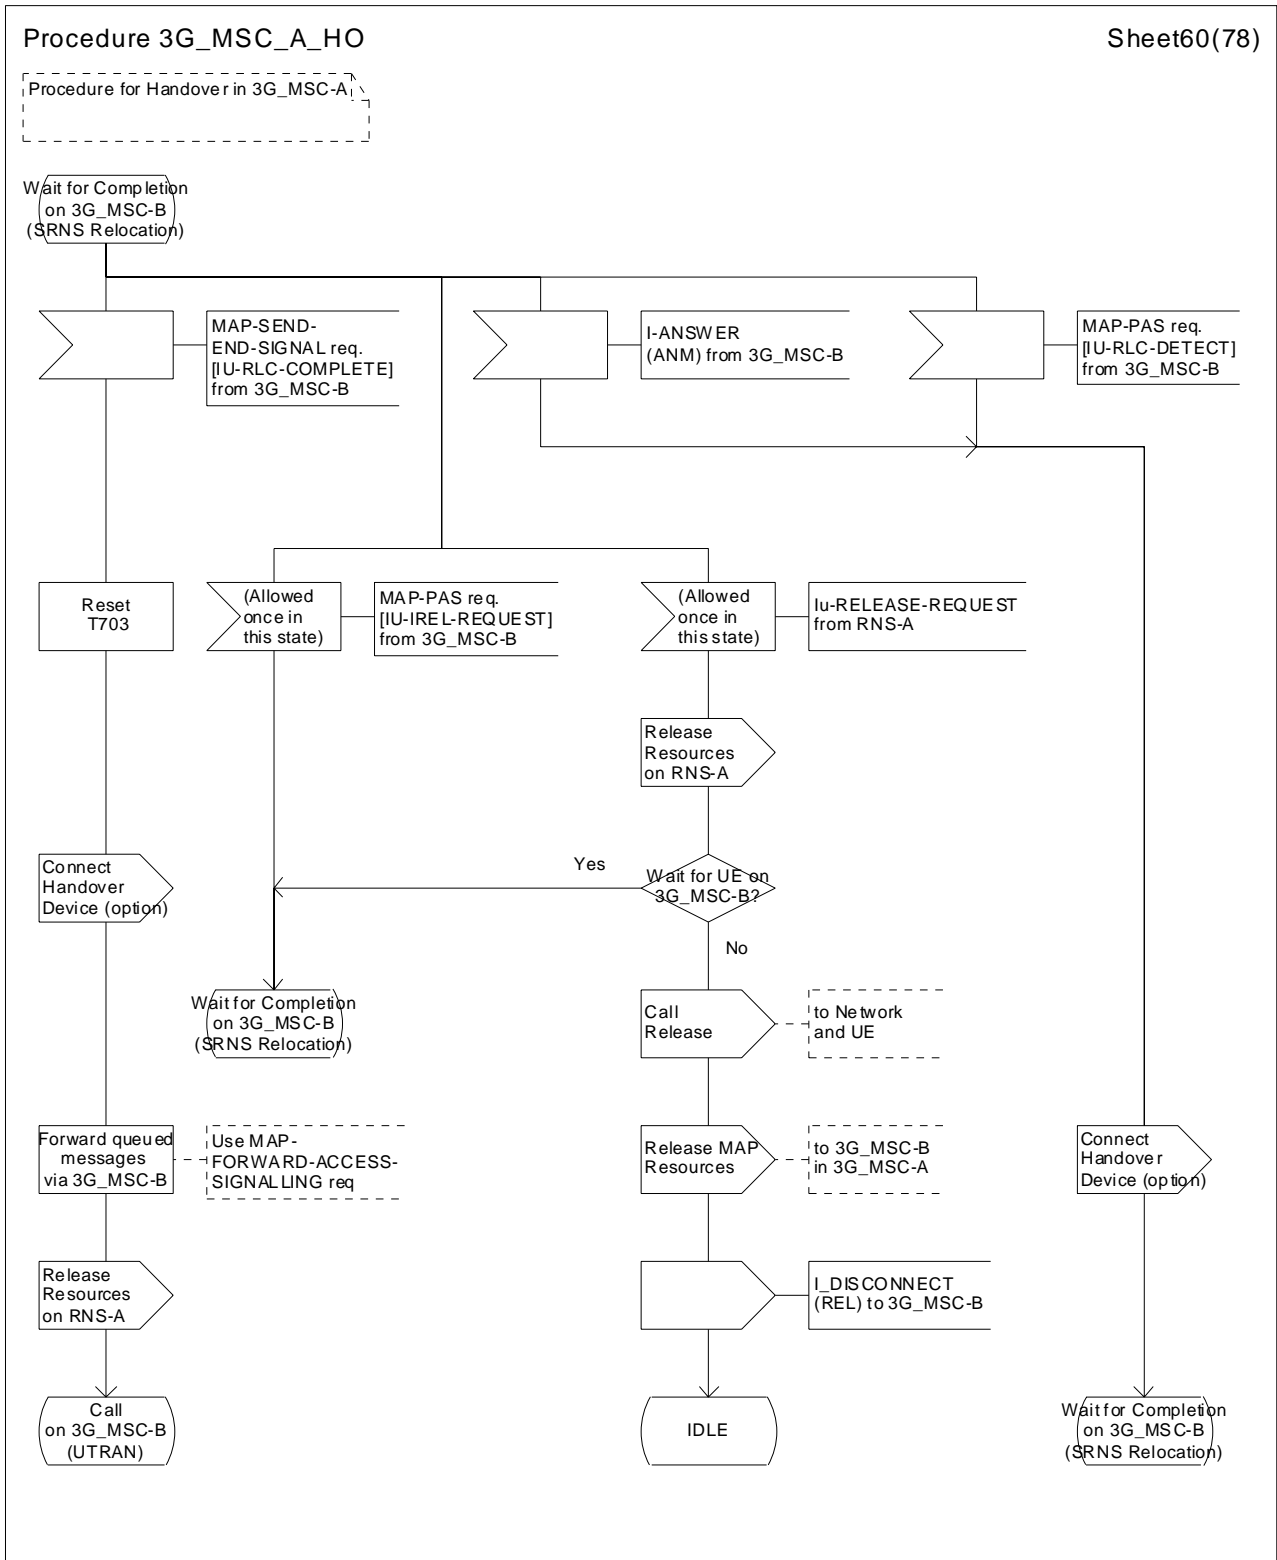 Procedure 3G_MSC_A_HO
Sheet60(78)
Procedure for Handover in 3G_MSC-A
Wait for Completion
on 3G_MSC-B
(SRNS Relocation)
MAP-SEND-
END-SIGNAL req.
[IU-RLC-COMPLETE]
from 3G_MSC-B
I-ANSWER
(ANM) from 3G_MSC-B
MAP-PAS req.
[IU-RLC-DETECT]
from 3G_MSC-B
Reset
T703
(Allowed
once in
this state)
MAP-PAS req.
[IU-IREL-REQUEST]
from 3G_MSC-B
(Allowed
once in
this state)
Iu-RELEASE-REQUEST
from RNS-A
Release
Resources
on RNS-A
Connect
Handover
Device (option)
Yes
Wait for UE on
3G_MSC-B?
No
Wait for Completion
on 3G_MSC-B
(SRNS Relocation)
Call
Release
to Network
and UE
Forward queued
messages
via 3G_MSC-B
Use MAP-
FORWARD-ACCESS-
SIGNALLING req
Release MAP
Resources
to 3G_MSC-B
in 3G_MSC-A
Connect
Handover
Device (option)
Release
Resources
on RNS-A
I_DISCONNECT
(REL) to 3G_MSC-B
Call
on 3G_MSC-B
(UTRAN)
IDLE
Wait for Completion
on 3G_MSC-B
(SRNS Relocation)